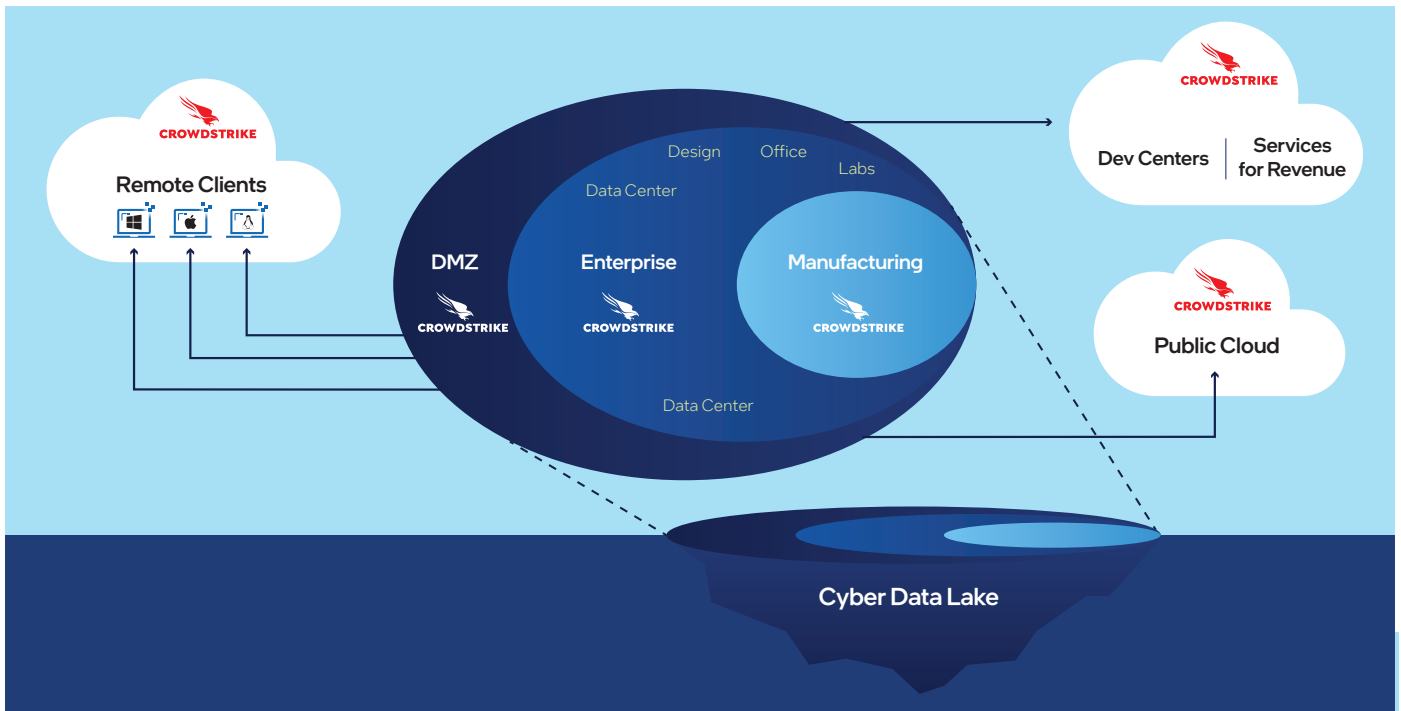 CROWDSTRIKE
Remote Clients
Design
Office
Labs
Data Center
DMZ
CROWDSTRIKE
Enterprise
CROWDSTRIKE
Manufacturing
CROWDSTRIKE
Data Center
CROWDSTRIKE
Dev Centers
Services
for Revenue
CROWDSTRIKE
Public Cloud
Cyber Data Lake